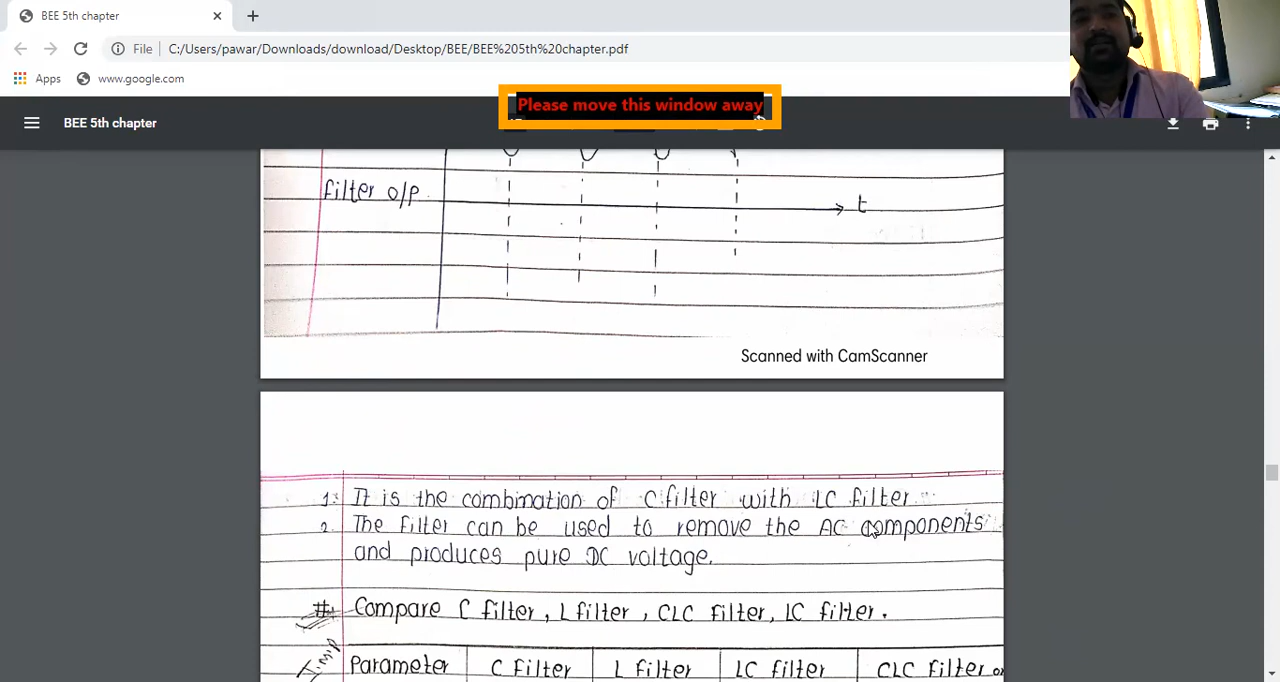 BEE 5th chapter
File C:/Users/pawar/Downloads/download/Desktop/BEE/BEE%205th%20chapter.pdf
Apps www.google.com
Please move this window away
BEE 5th chapter
filter o/p
t
Scanned with CamScanner
1. It is the combination of C filter with LC filter.
2. The filter can be used to remove the AC components
and produces pure DC voltage.
# Compare C filter, L filter, CLC filter, LC filter.
I.M.P
Parameter C filter L filter LC filter CLC filter or